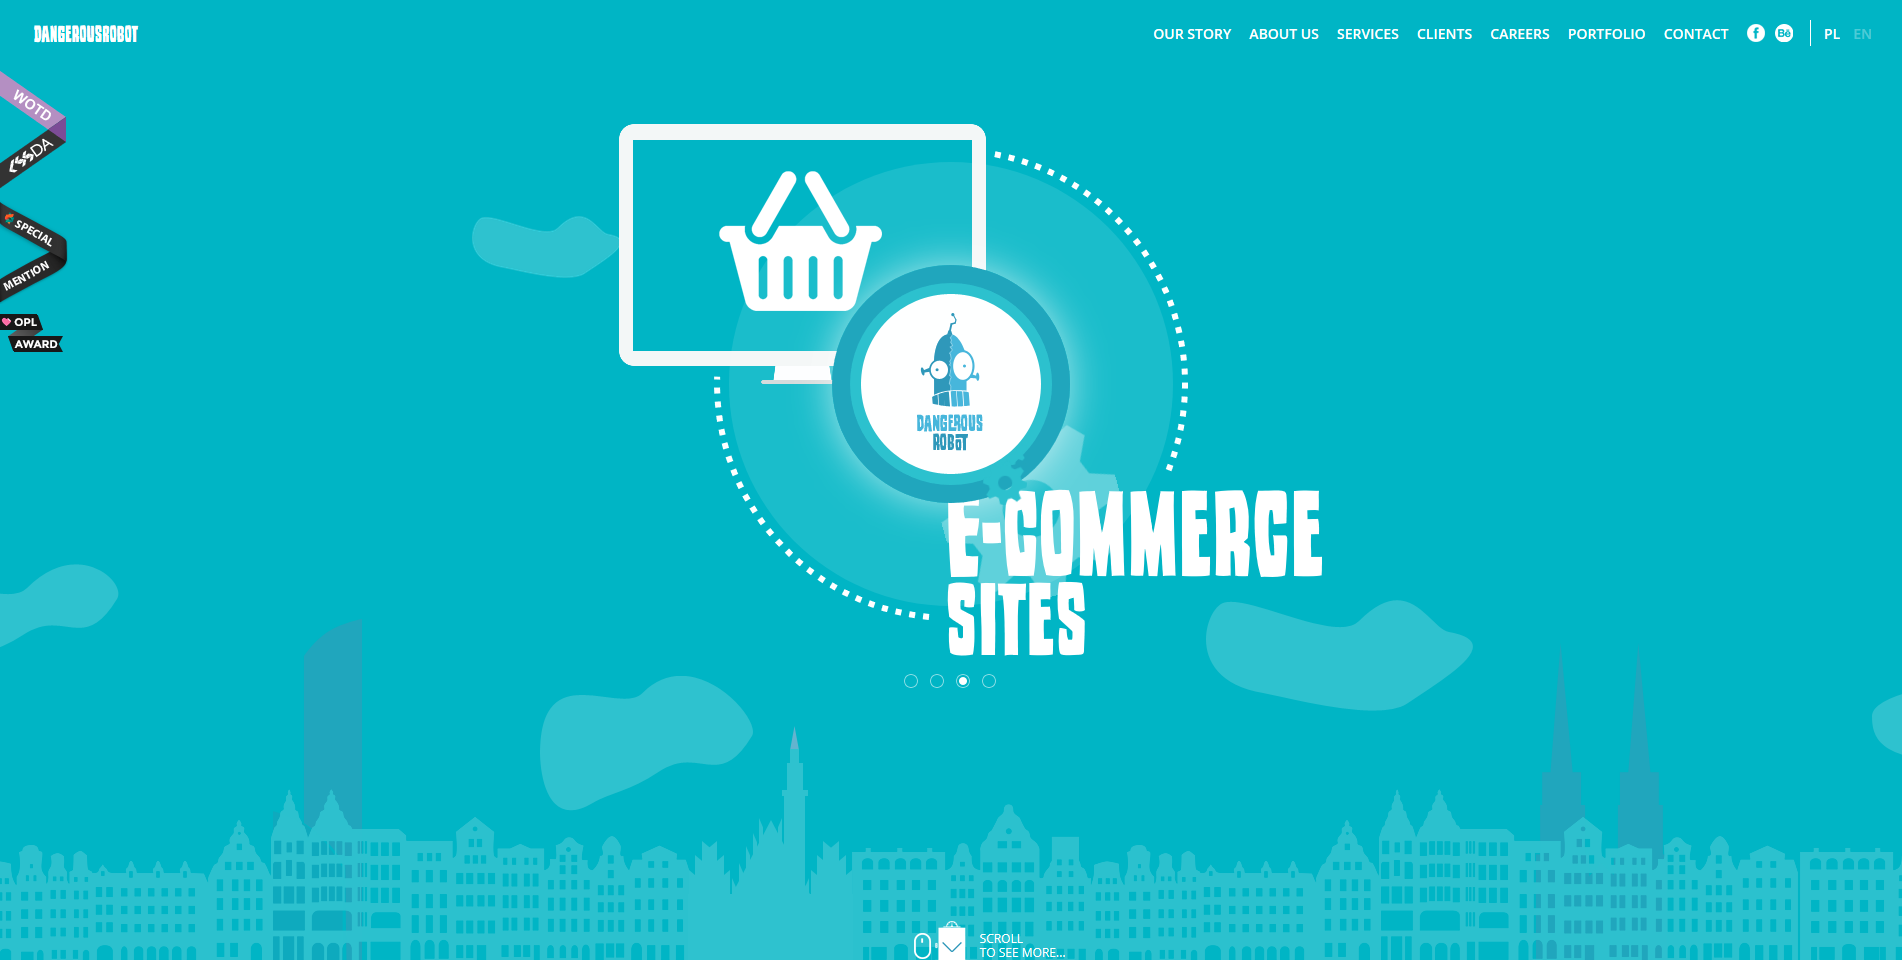 DANGEROUSROBOT
OUR STORY ABOUT US SERVICES CLIENTS CAREERS PORTFOLIO CONTACT f Bē PL EN
WOTD
CSSDA
SPECIAL
MENTION
OPL
AWARD
DANGEROUS
ROBOT
E-COMMERCE
SITES
SCROLL
TO SEE MORE...